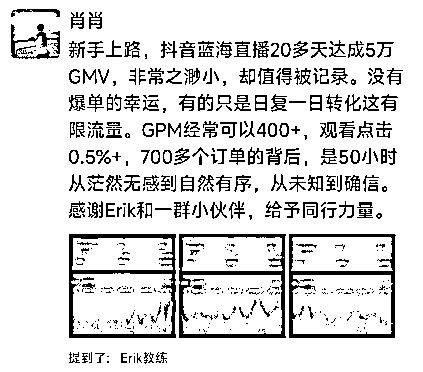 肖肖
新手上路，抖音蓝海直播20多天达成5万
GMV，非常之渺小，却值得被记录。没有
爆单的幸运，有的只是日复一日转化这有
限流量。GPM经常可以400+，观看点击
0.5%+，700多个订单的背后，是50小时
从茫然无感到自然有序，从未知到确信。
感谢Erik和一群小伙伴，给予同行力量。
提到了：Erik教练